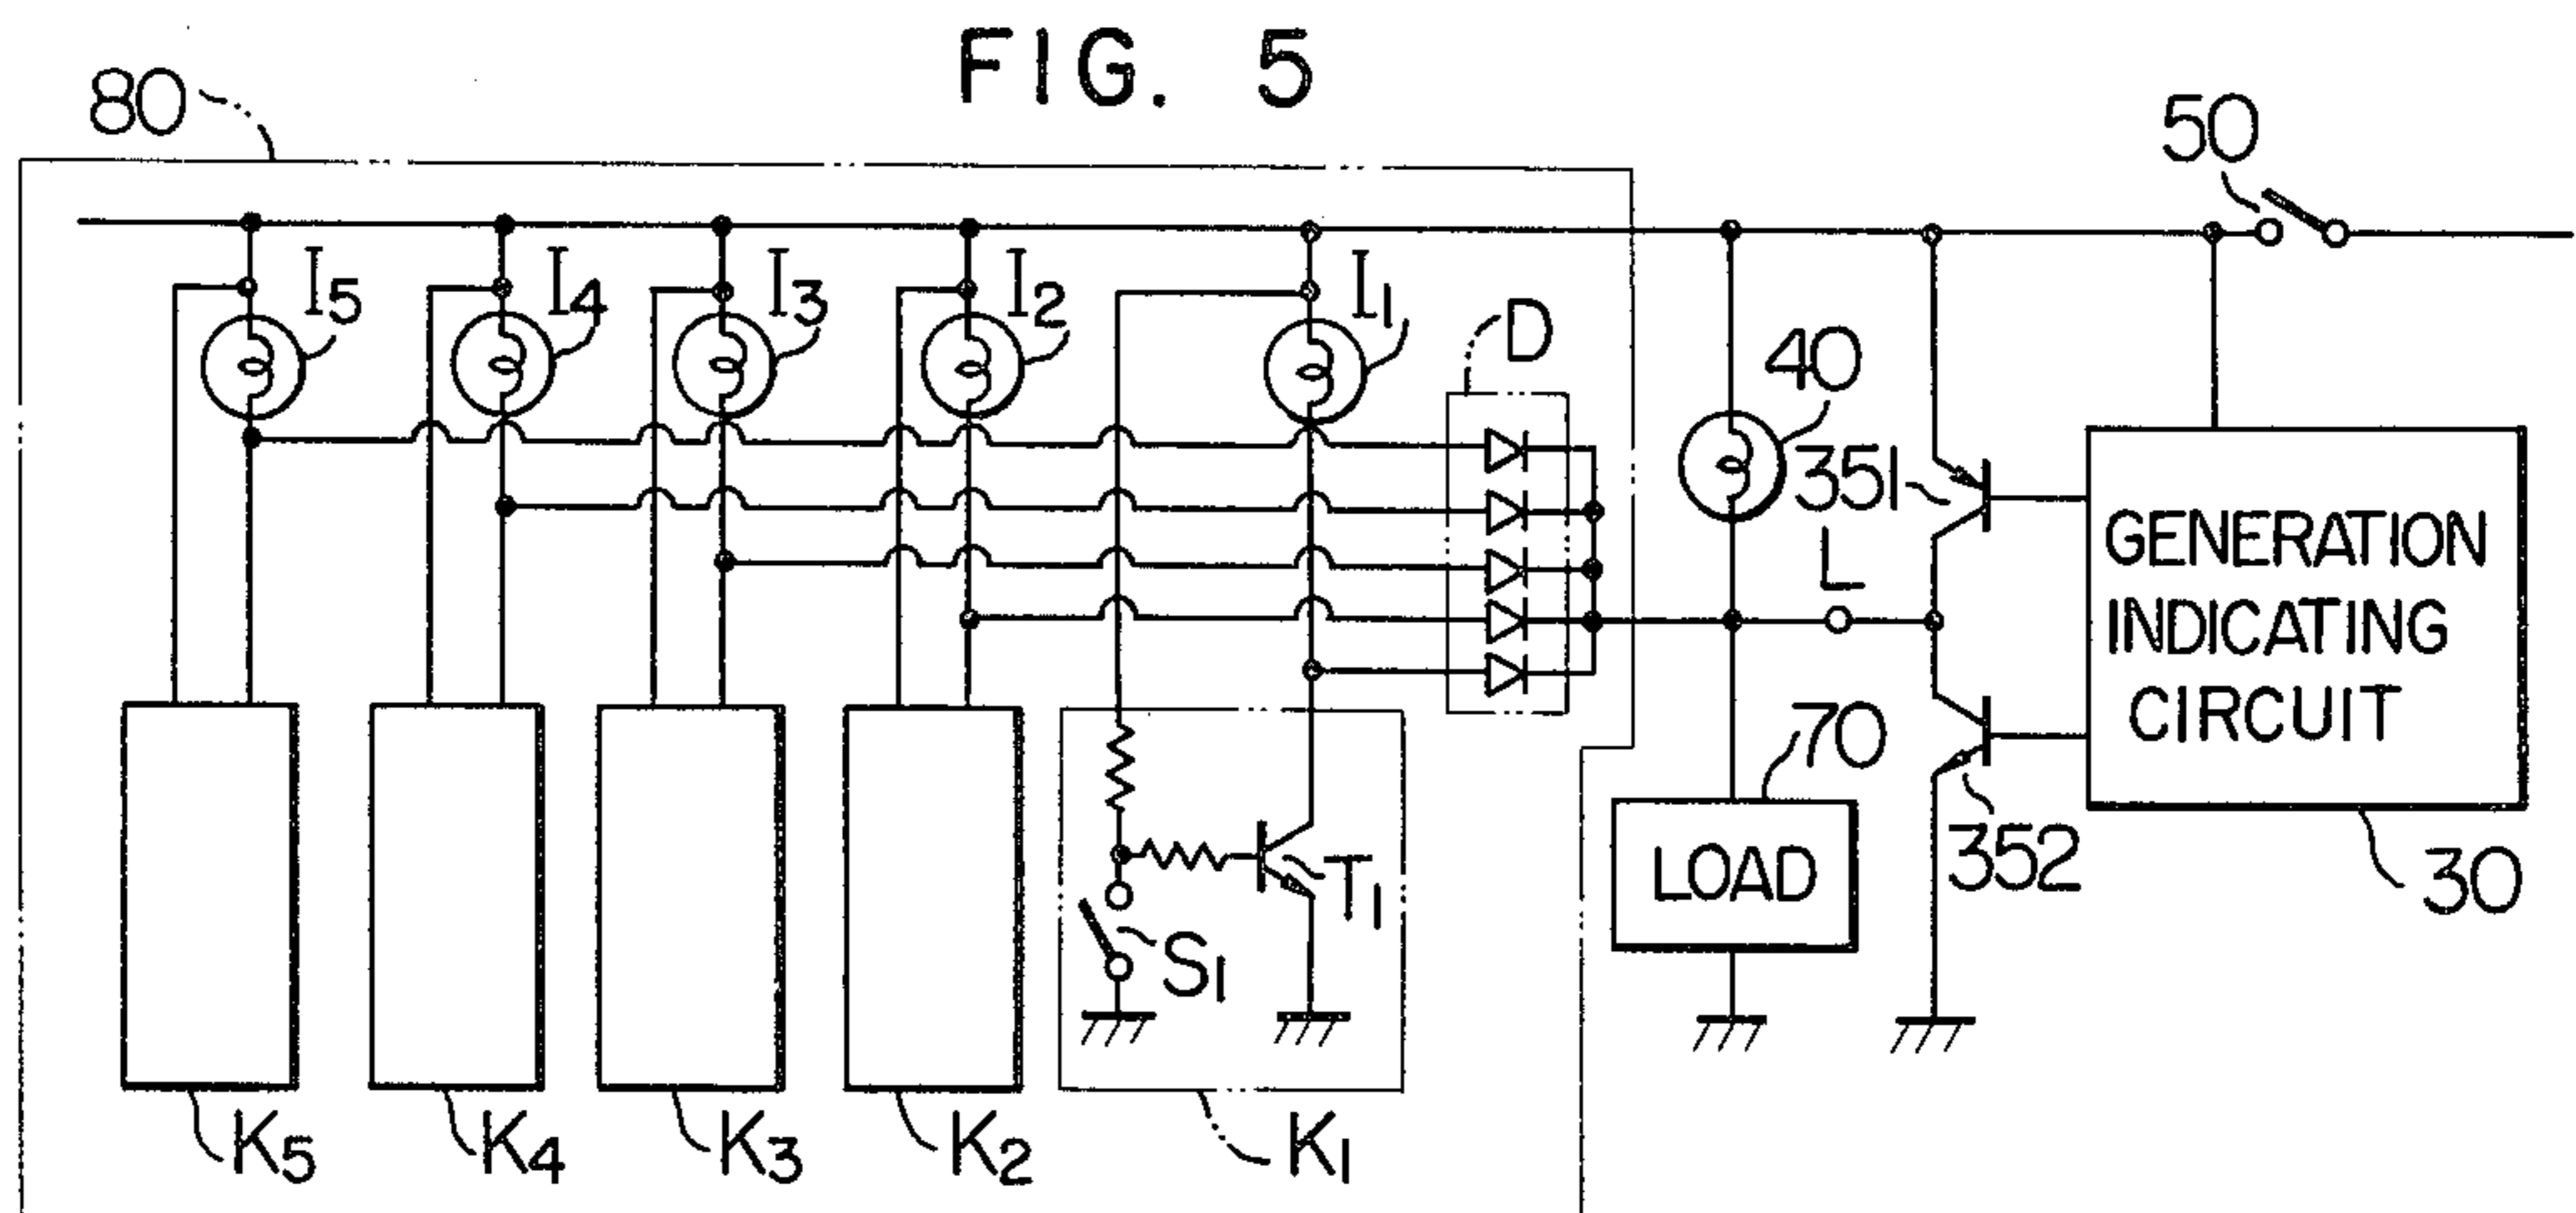 FIG. 5
80
50
I5
I4
I3
I2
I1
D
40
351
L
GENERATION
INDICATING
CIRCUIT
70
LOAD
352
30
T1
S1
K5
K4
K3
K2
K1